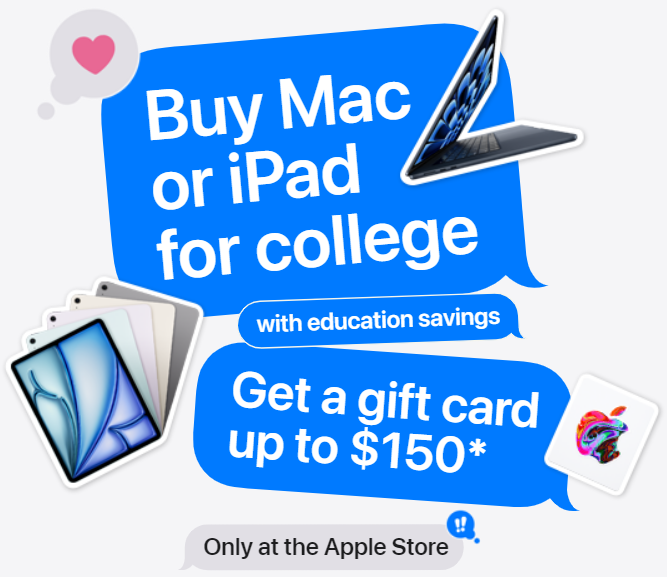 Buy Mac
or iPad
for college
with education savings
Get a gift card
up to $150*
!!
Only at the Apple Store